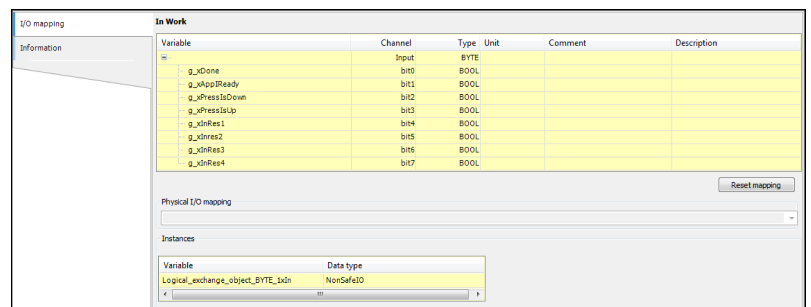 I/O mapping
Information
In Work
Variable Channel Type Unit Comment Description
Input BYTE
g_xDone bit0 BOOL
g_xApplReady bit1 BOOL
g_xPressIsDown bit2 BOOL
g_xPressIsUp bit3 BOOL
g_xInRes1 bit4 BOOL
g_xInres2 bit5 BOOL
g_xInRes3 bit6 BOOL
g_xInRes4 bit7 BOOL
Reset mapping
Physical I/O mapping
Instances
Variable Data type
Logical_exchange_object_BYTE_1xIn NonSafeIO